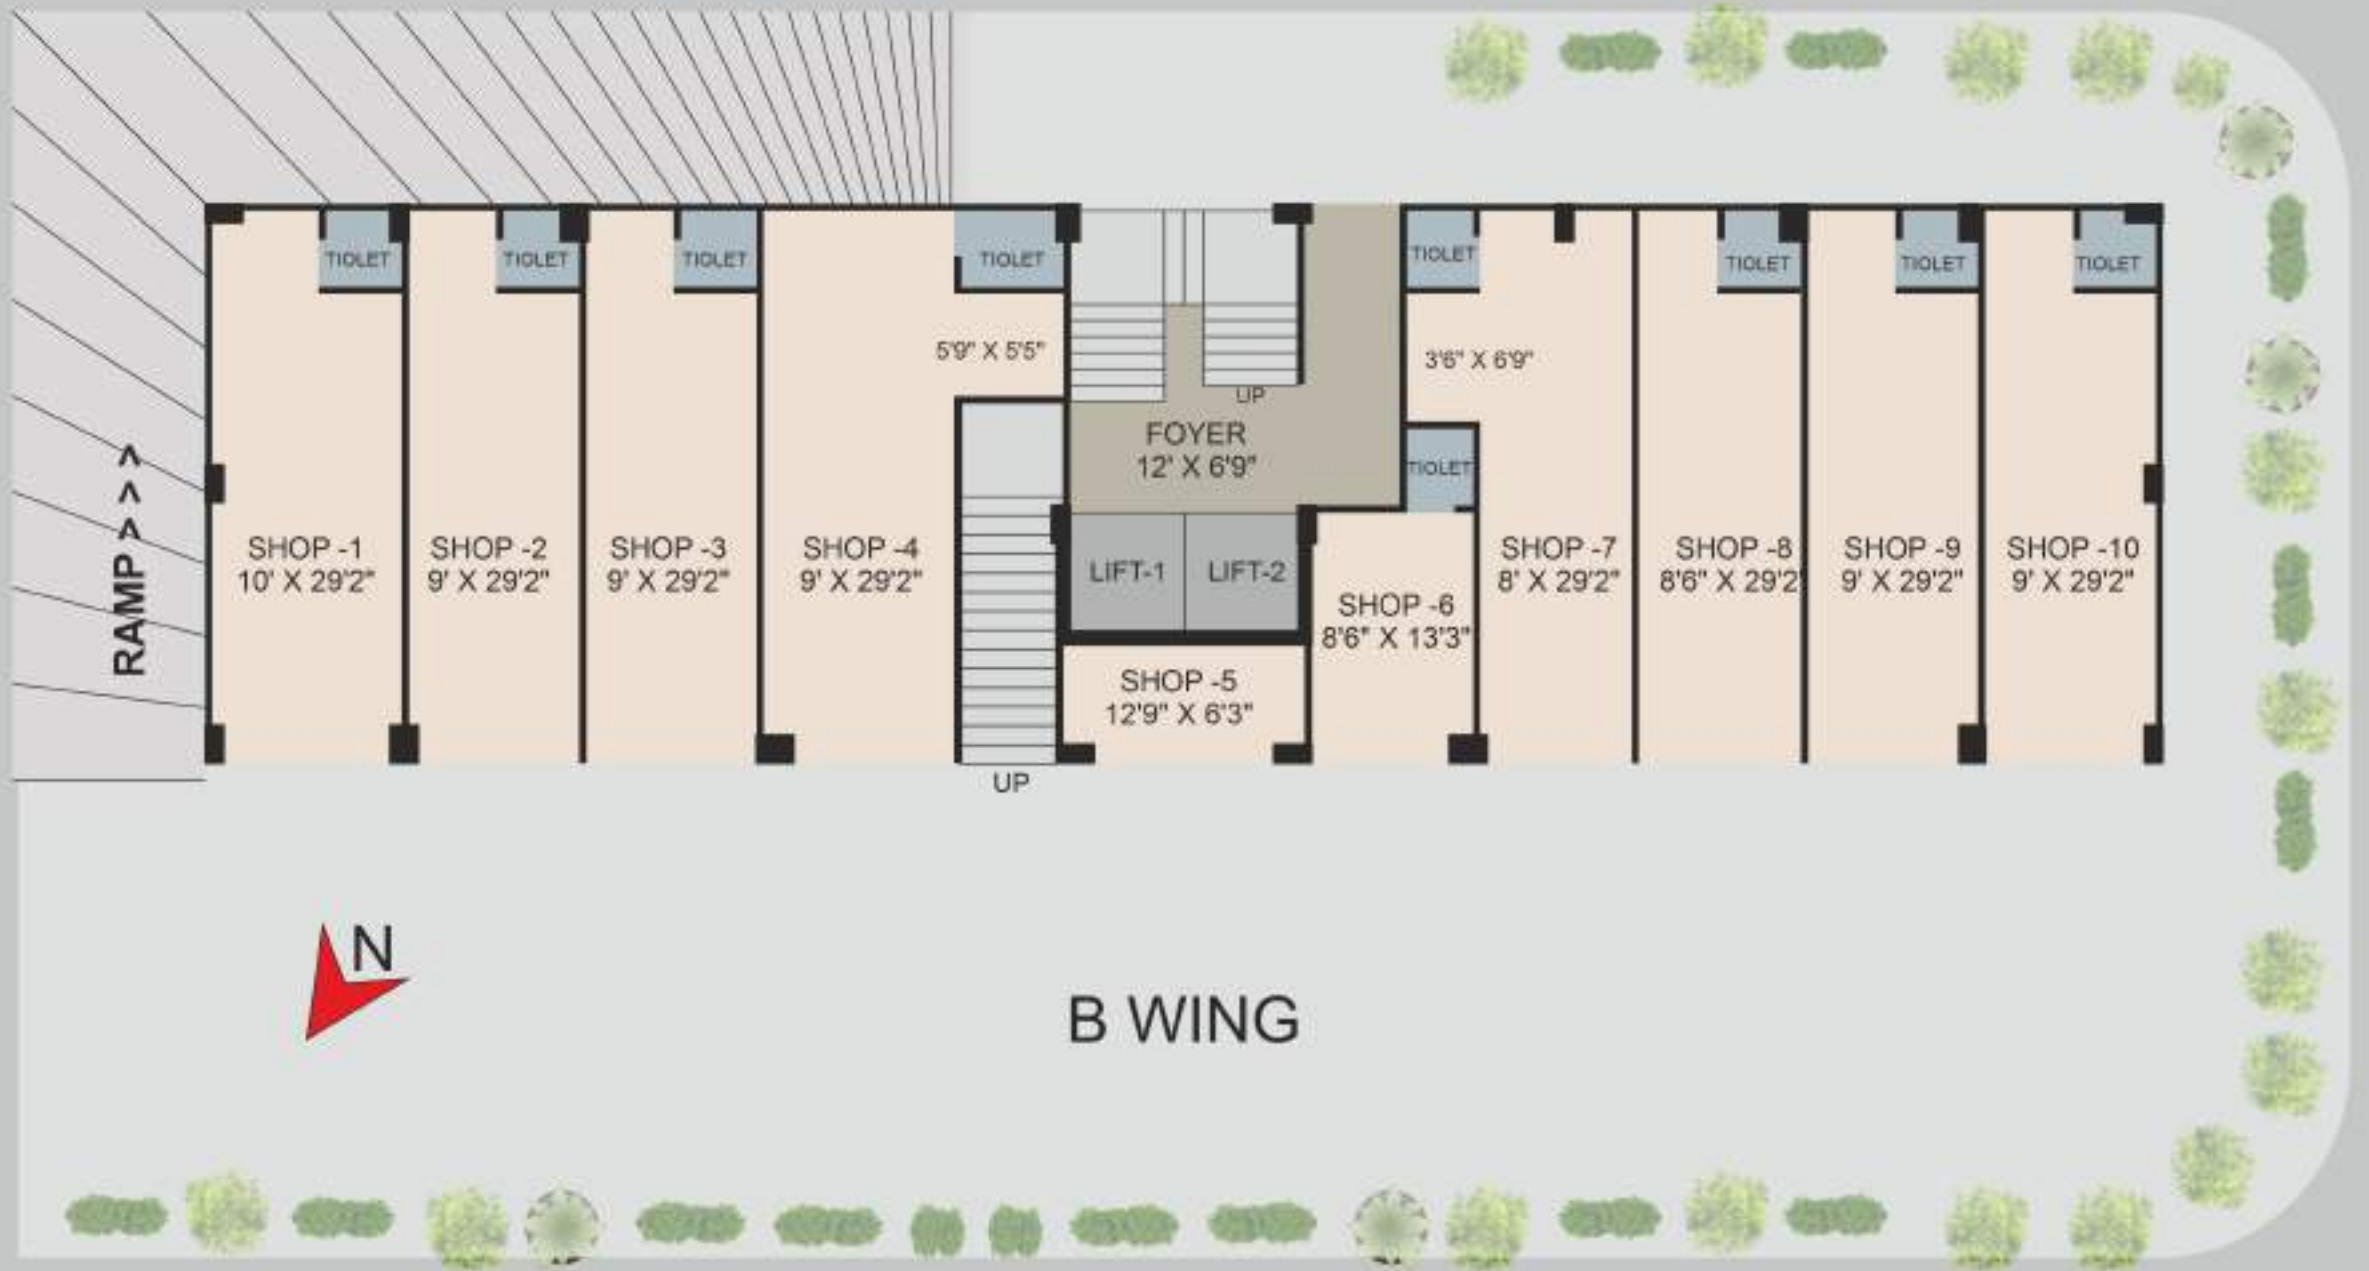 TIOLET
TIOLET
TIOLET
TIOLET
TIOLET
TIOLET
TIOLET
TIOLET
5'9" X 5'5"
3'6" X 6'9"
UP
FOYER
12' X 6'9"
TIOLET
RAMP > > >
SHOP -1
10' X 29'2"
SHOP -2
9' X 29'2"
SHOP -3
9' X 29'2"
SHOP -4
9' X 29'2"
LIFT-1
LIFT-2
SHOP -6
8'6" X 13'3"
SHOP -7
8' X 29'2"
SHOP -8
8'6" X 29'2'
SHOP -9
9' X 29'2"
SHOP -10
9' X 29'2"
SHOP -5
12'9" X 6'3"
UP
N
B WING